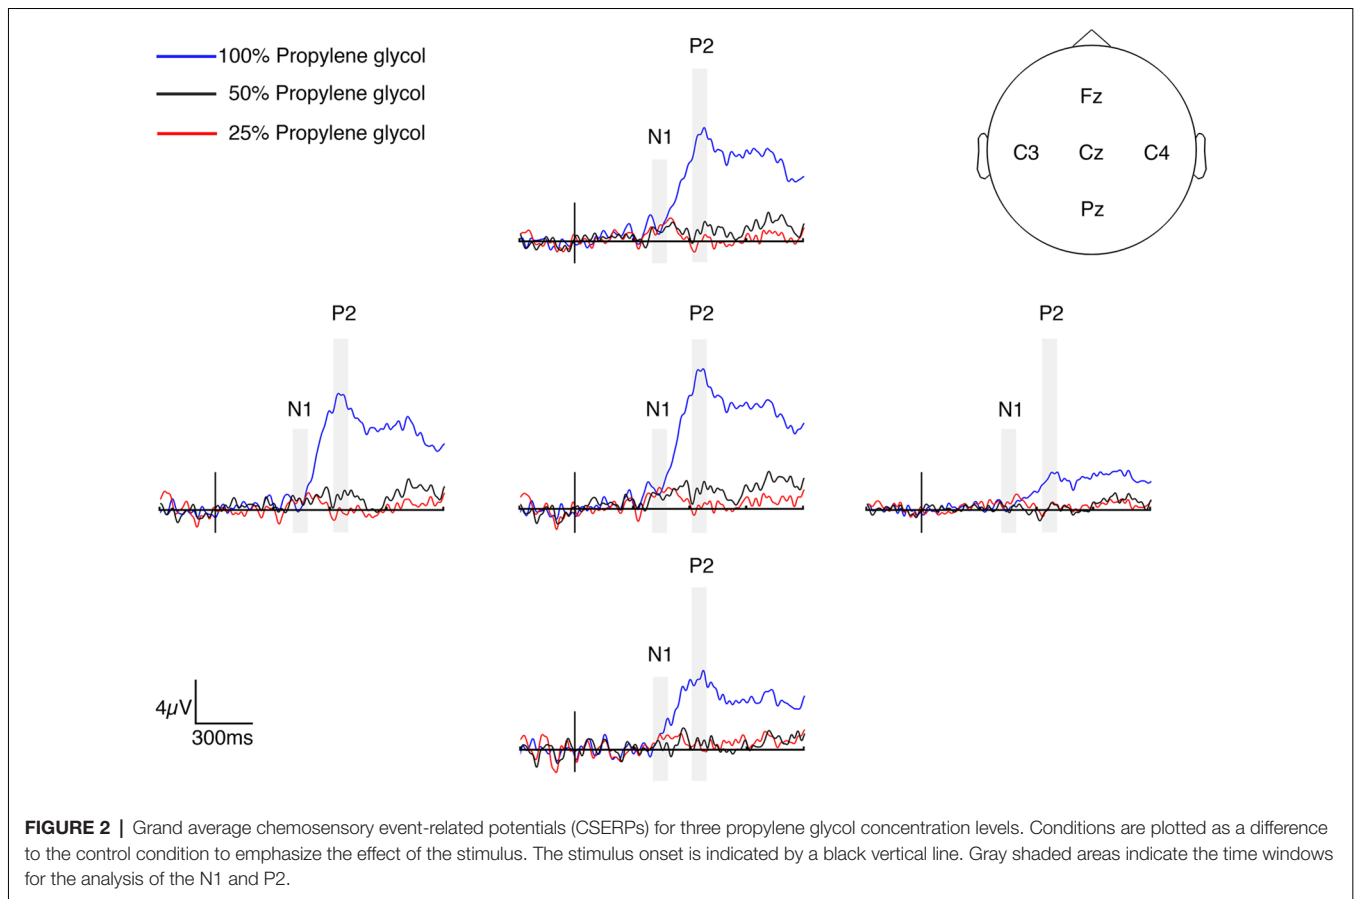 100% Propylene glycol
50% Propylene glycol
25% Propylene glycol
P2
N1
Fz
C3 Cz C4
Pz
P2
N1
P2
N1
P2
N1
P2
N1
4µV
300ms
FIGURE 2 | Grand average chemosensory event-related potentials (CSERPs) for three propylene glycol concentration levels. Conditions are plotted as a difference
to the control condition to emphasize the effect of the stimulus. The stimulus onset is indicated by a black vertical line. Gray shaded areas indicate the time windows
for the analysis of the N1 and P2.